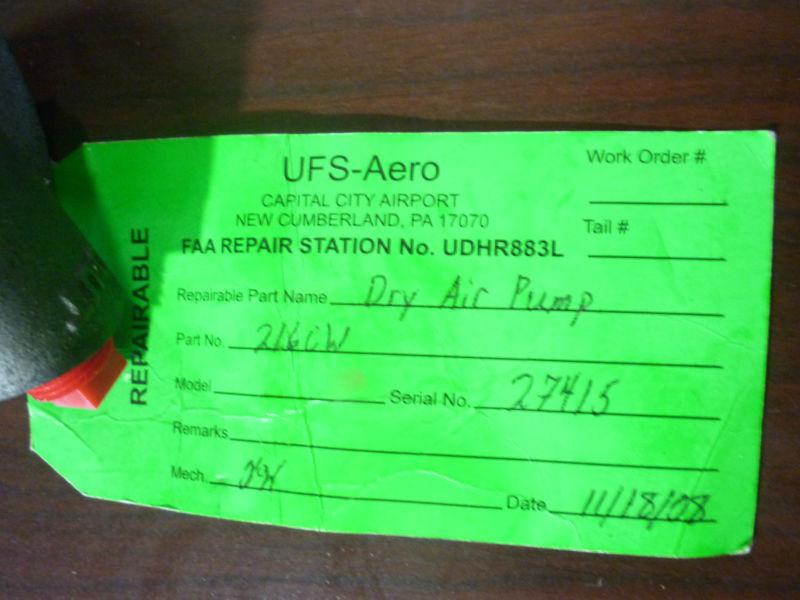 UFS-Aero
CAPITAL CITY AIRPORT
NEW CUMBERLAND, PA 17070
FAA REPAIR STATION No. UDHR883L
Work Order #
Tail #
REPAIRABLE
Repairable Part Name Dry Air Pump
Part No. 216CW
Model Serial No. 27415
Remarks
Mech. Date 11/18/08